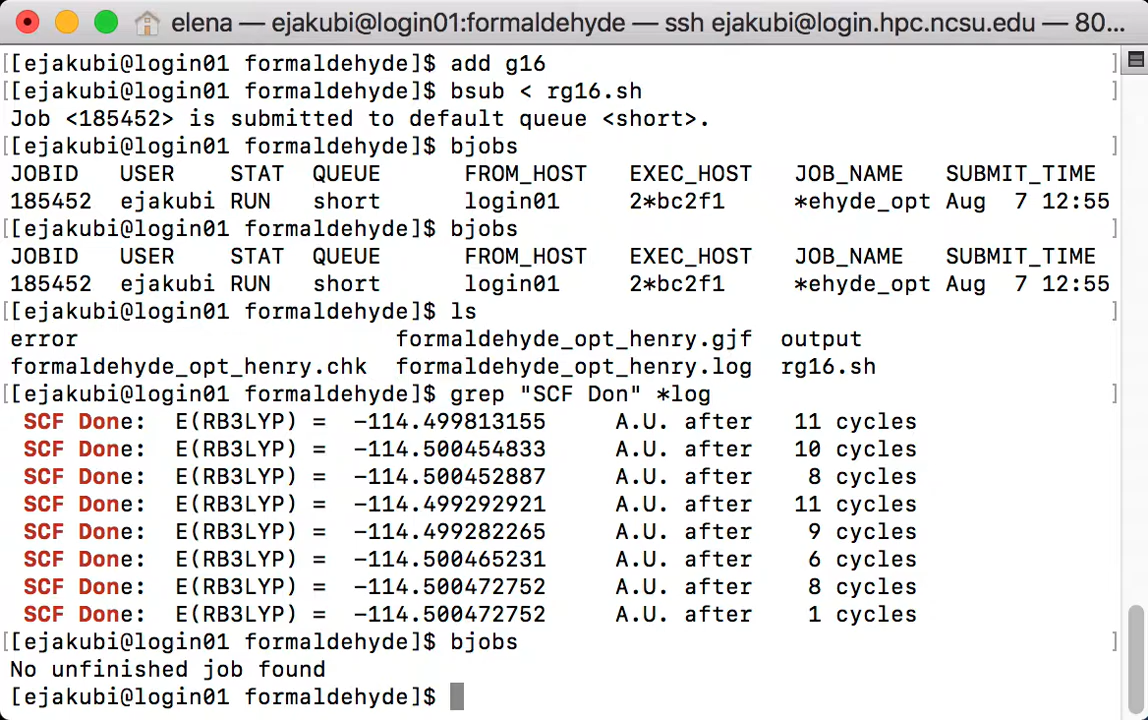 elena — ejakubi@login01:formaldehyde — ssh ejakubi@login.hpc.ncsu.edu — 80...
[[ejakubi@login01 formaldehyde]$ add g16 ]
[[ejakubi@login01 formaldehyde]$ bsub < rg16.sh ]
Job <185452> is submitted to default queue <short>.
[[ejakubi@login01 formaldehyde]$ bjobs ]
JOBID   USER    STAT  QUEUE      FROM_HOST   EXEC_HOST   JOB_NAME   SUBMIT_TIME
185452  ejakubi RUN   short      login01     2*bc2f1     *ehyde_opt Aug  7 12:55
[[ejakubi@login01 formaldehyde]$ bjobs ]
JOBID   USER    STAT  QUEUE      FROM_HOST   EXEC_HOST   JOB_NAME   SUBMIT_TIME
185452  ejakubi RUN   short      login01     2*bc2f1     *ehyde_opt Aug  7 12:55
[[ejakubi@login01 formaldehyde]$ ls ]
error                       formaldehyde_opt_henry.gjf  output
formaldehyde_opt_henry.chk  formaldehyde_opt_henry.log  rg16.sh
[[ejakubi@login01 formaldehyde]$ grep "SCF Don" *log ]
SCF Done:  E(RB3LYP) =  -114.499813155     A.U. after   11 cycles
SCF Done:  E(RB3LYP) =  -114.500454833     A.U. after   10 cycles
SCF Done:  E(RB3LYP) =  -114.500452887     A.U. after    8 cycles
SCF Done:  E(RB3LYP) =  -114.499292921     A.U. after   11 cycles
SCF Done:  E(RB3LYP) =  -114.499282265     A.U. after    9 cycles
SCF Done:  E(RB3LYP) =  -114.500465231     A.U. after    6 cycles
SCF Done:  E(RB3LYP) =  -114.500472752     A.U. after    8 cycles
SCF Done:  E(RB3LYP) =  -114.500472752     A.U. after    1 cycles
[[ejakubi@login01 formaldehyde]$ bjobs ]
No unfinished job found
[ejakubi@login01 formaldehyde]$